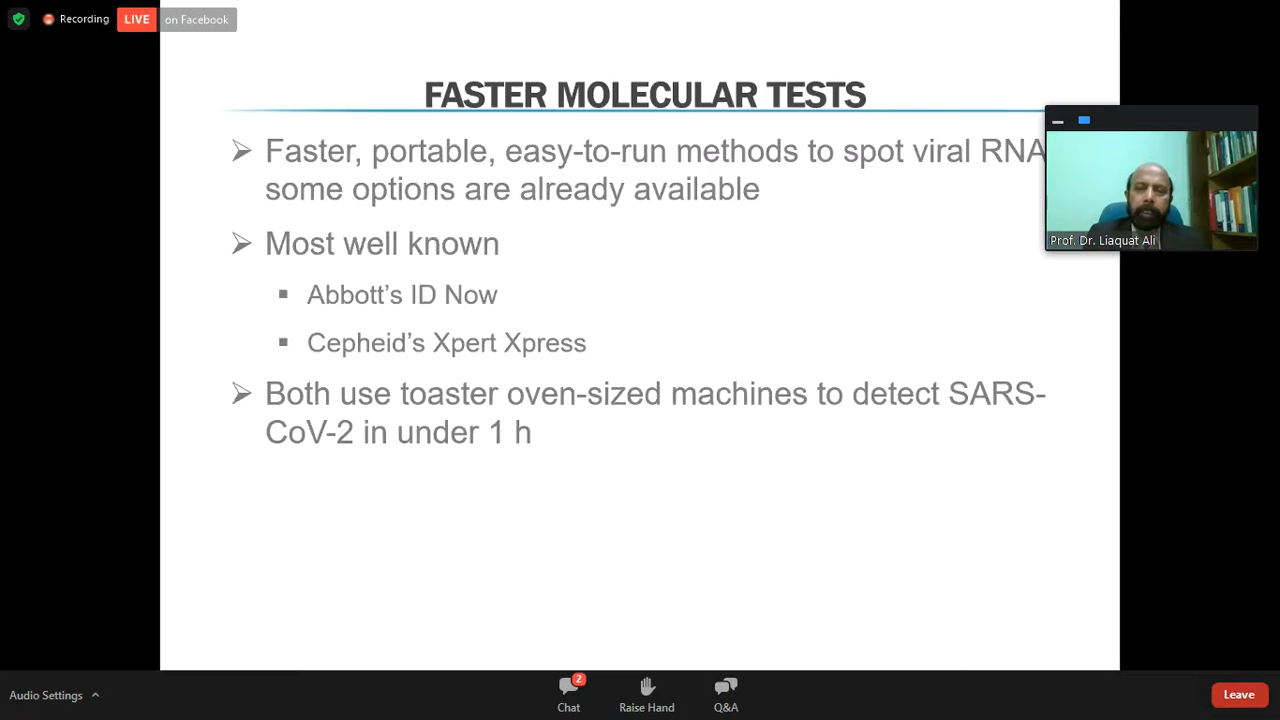 Recording LIVE on Facebook
FASTER MOLECULAR TESTS
Faster, portable, easy-to-run methods to spot viral RNA
some options are already available
Prof. Dr. Liaquat Ali
Most well known
Abbott’s ID Now
Cepheid’s Xpert Xpress
Both use toaster oven-sized machines to detect SARS-
CoV-2 in under 1 h
2
Audio Settings Chat Raise Hand Q&A Leave